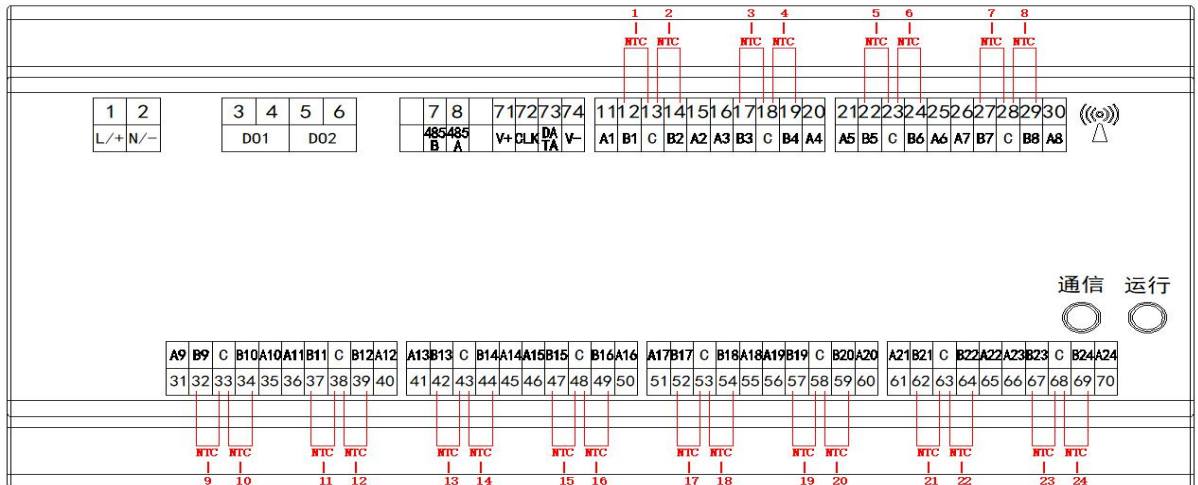 1 2 3 4 5 6 7 8
NTC NTC NTC NTC NTC NTC NTC NTC
1 2 3 4 5 6 7 8 71 72 73 74 11 12 13 14 15 16 17 18 19 20 21 22 23 24 25 26 27 28 29 30
L/+ N/- D01 D02 485B 485A V+ CLK DATA V- A1 B1 C B2 A2 A3 B3 C B4 A4 A5 B5 C B6 A6 A7 B7 C B8 A8
通信 运行
A9 B9 C B10 A10 A11 B11 C B12 A12 A13 B13 C B14 A14 A15 B15 C B16 A16 A17 B17 C B18 A18 A19 B19 C B20 A20 A21 B21 C B22 A22 A23 B23 C B24 A24
31 32 33 34 35 36 37 38 39 40 41 42 43 44 45 46 47 48 49 50 51 52 53 54 55 56 57 58 59 60 61 62 63 64 65 66 67 68 69 70
NTC NTC NTC NTC NTC NTC NTC NTC NTC NTC NTC NTC NTC NTC NTC NTC
9 10 11 12 13 14 15 16 17 18 19 20 21 22 23 24